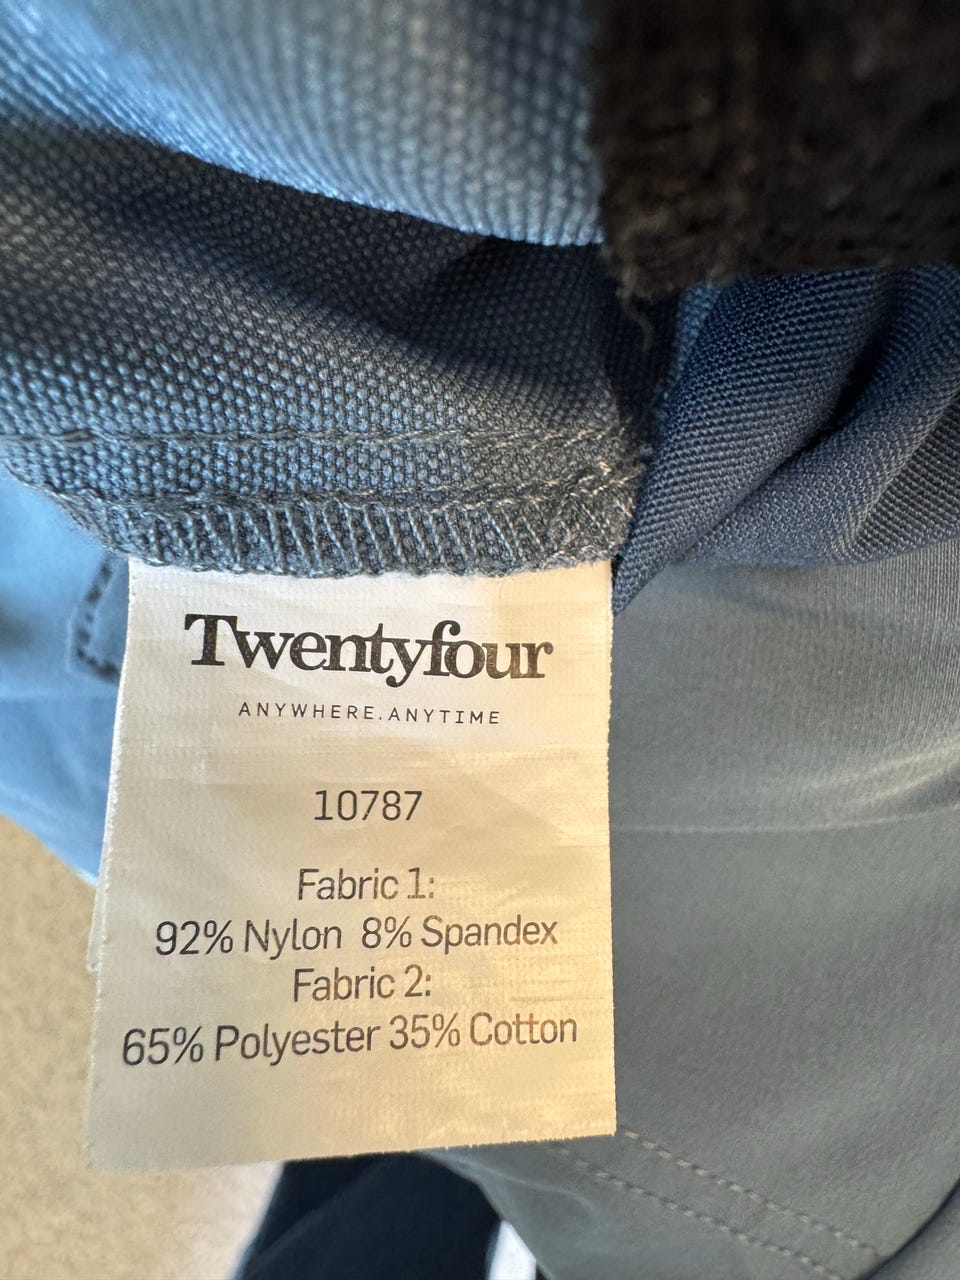 Twentyfour
ANYWHERE.ANYTIME
10787
Fabric 1:
92% Nylon 8% Spandex
Fabric 2:
65% Polyester 35% Cotton